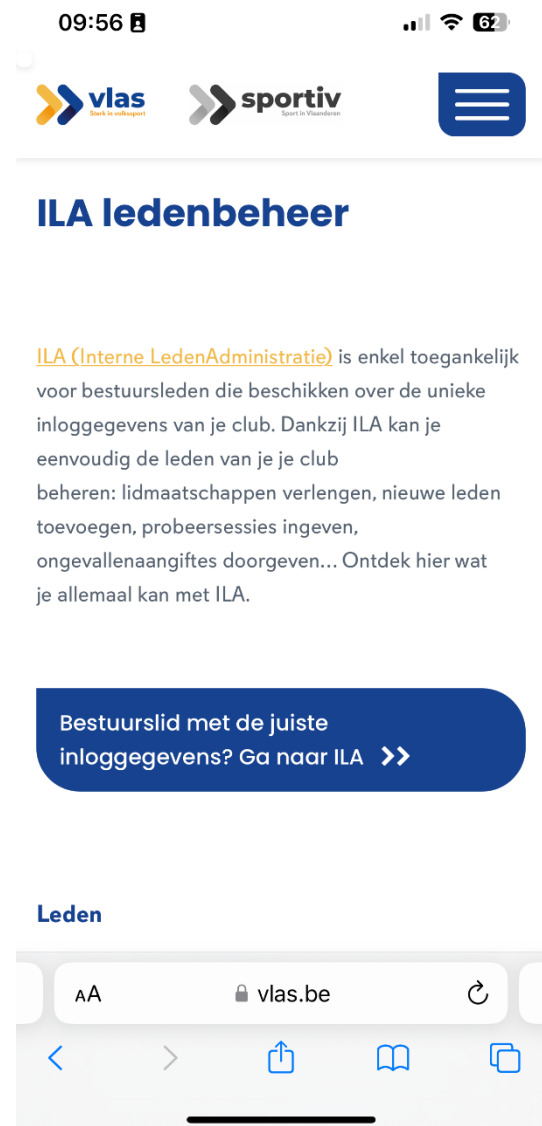 09:56
62
vlas
Sterk in volkssport
sportiv
Sport in Vlaanderen
ILA ledenbeheer
ILA (Interne LedenAdministratie) is enkel toegankelijk
voor bestuursleden die beschikken over de unieke
inloggegevens van je club. Dankzij ILA kan je
eenvoudig de leden van je je club
beheren: lidmaatschappen verlengen, nieuwe leden
toevoegen, probeersessies ingeven,
ongevallenaangiftes doorgeven... Ontdek hier wat
je allemaal kan met ILA.
Bestuurslid met de juiste
inloggegevens? Ga naar ILA
Leden
AA
vlas.be